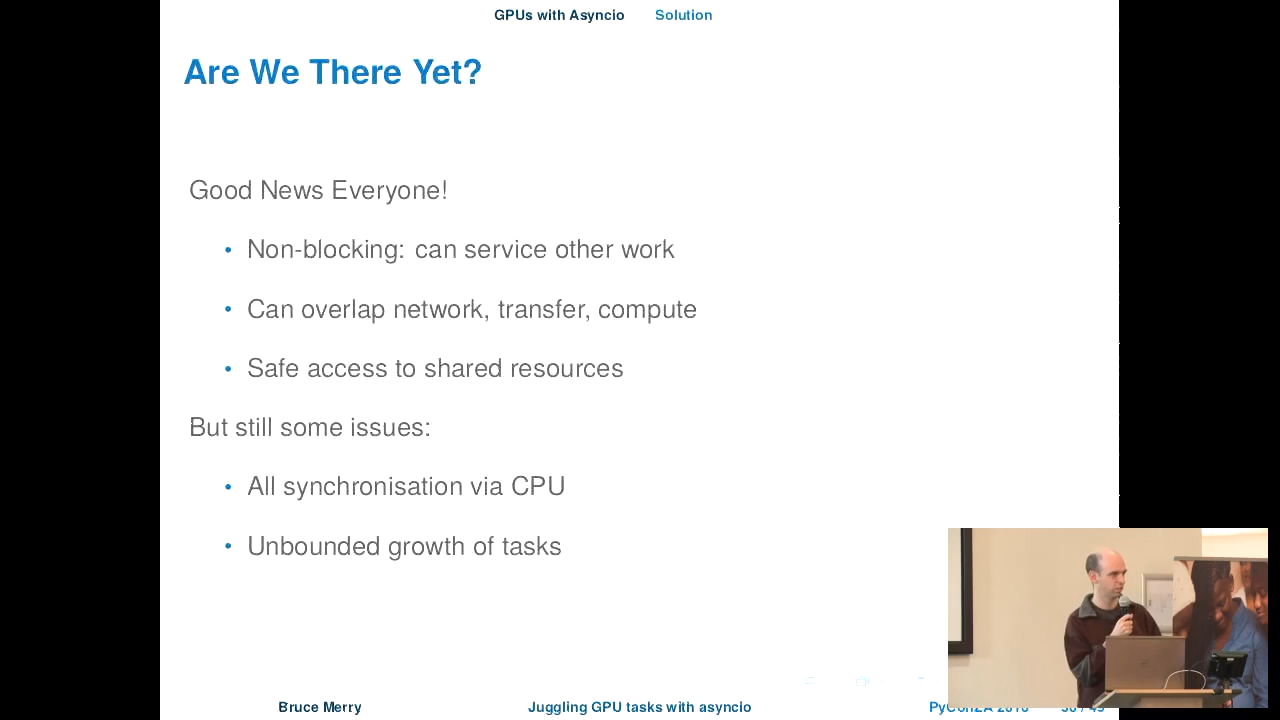 GPUs with Asyncio Solution
Are We There Yet?
Good News Everyone!
• Non-blocking: can service other work
• Can overlap network, transfer, compute
• Safe access to shared resources
But still some issues:
• All synchronisation via CPU
• Unbounded growth of tasks
Bruce Merry Juggling GPU tasks with asyncio